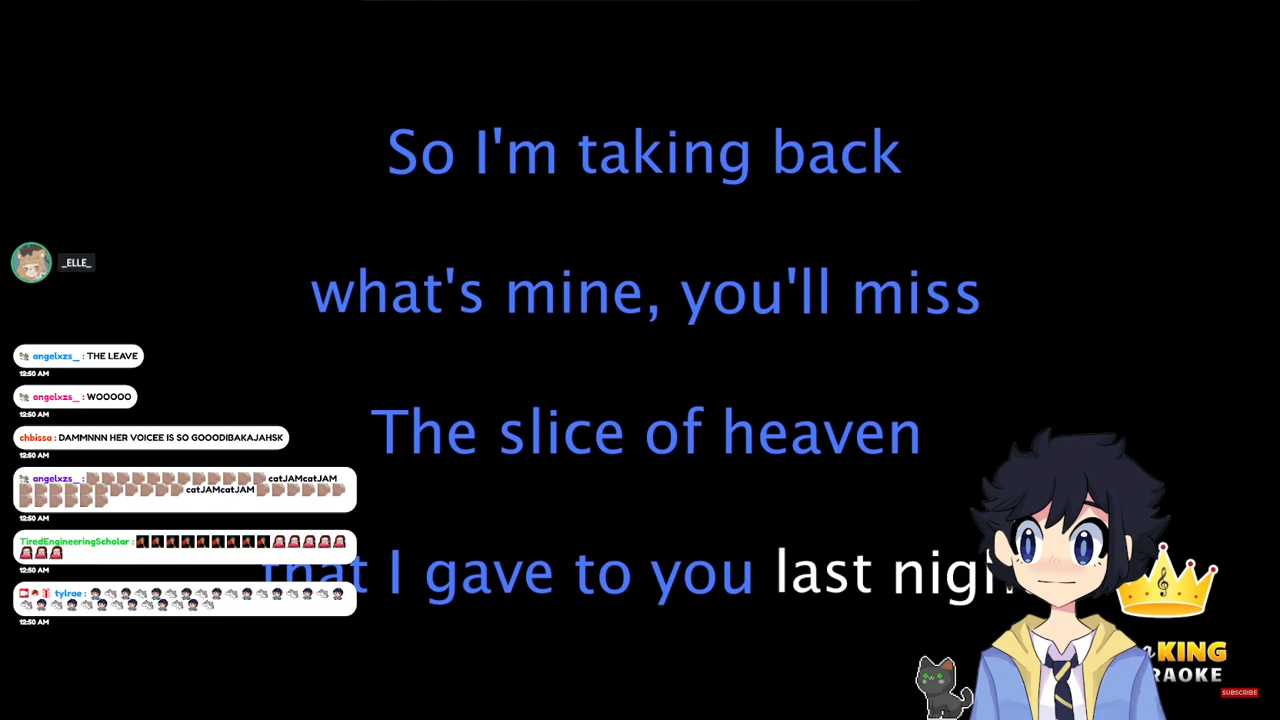 So I'm taking back
what's mine, you'll miss
The slice of heaven
that I gave to you last nigh
_ELLE_
angelxzs_ : THE LEAVE
12:50 AM
angelxzs_ : WOOOOO
12:50 AM
chbissa : DAMMNNN HER VOICEE IS SO GOOODIBAKAJAHSK
12:50 AM
angelxzs_ : catJAMcatJAM
catJAMcatJAM
12:50 AM
TiredEngineeringScholar :
12:50 AM
tylrae :
12:50 AM
KING
RAOKE
SUBSCRIBE